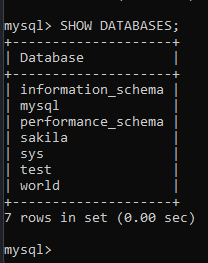 mysql> SHOW DATABASES;
+--------------------+
| Database           |
+--------------------+
| information_schema |
| mysql              |
| performance_schema |
| sakila             |
| sys                |
| test               |
| world              |
+--------------------+
7 rows in set (0.00 sec)
mysql>